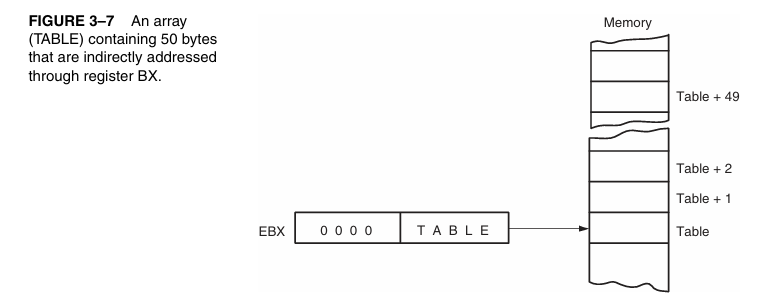 FIGURE 3–7 An array
(TABLE) containing 50 bytes
that are indirectly addressed
through register BX.
Memory
Table + 49
Table + 2
Table + 1
EBX 0 0 0 0 T A B L E Table